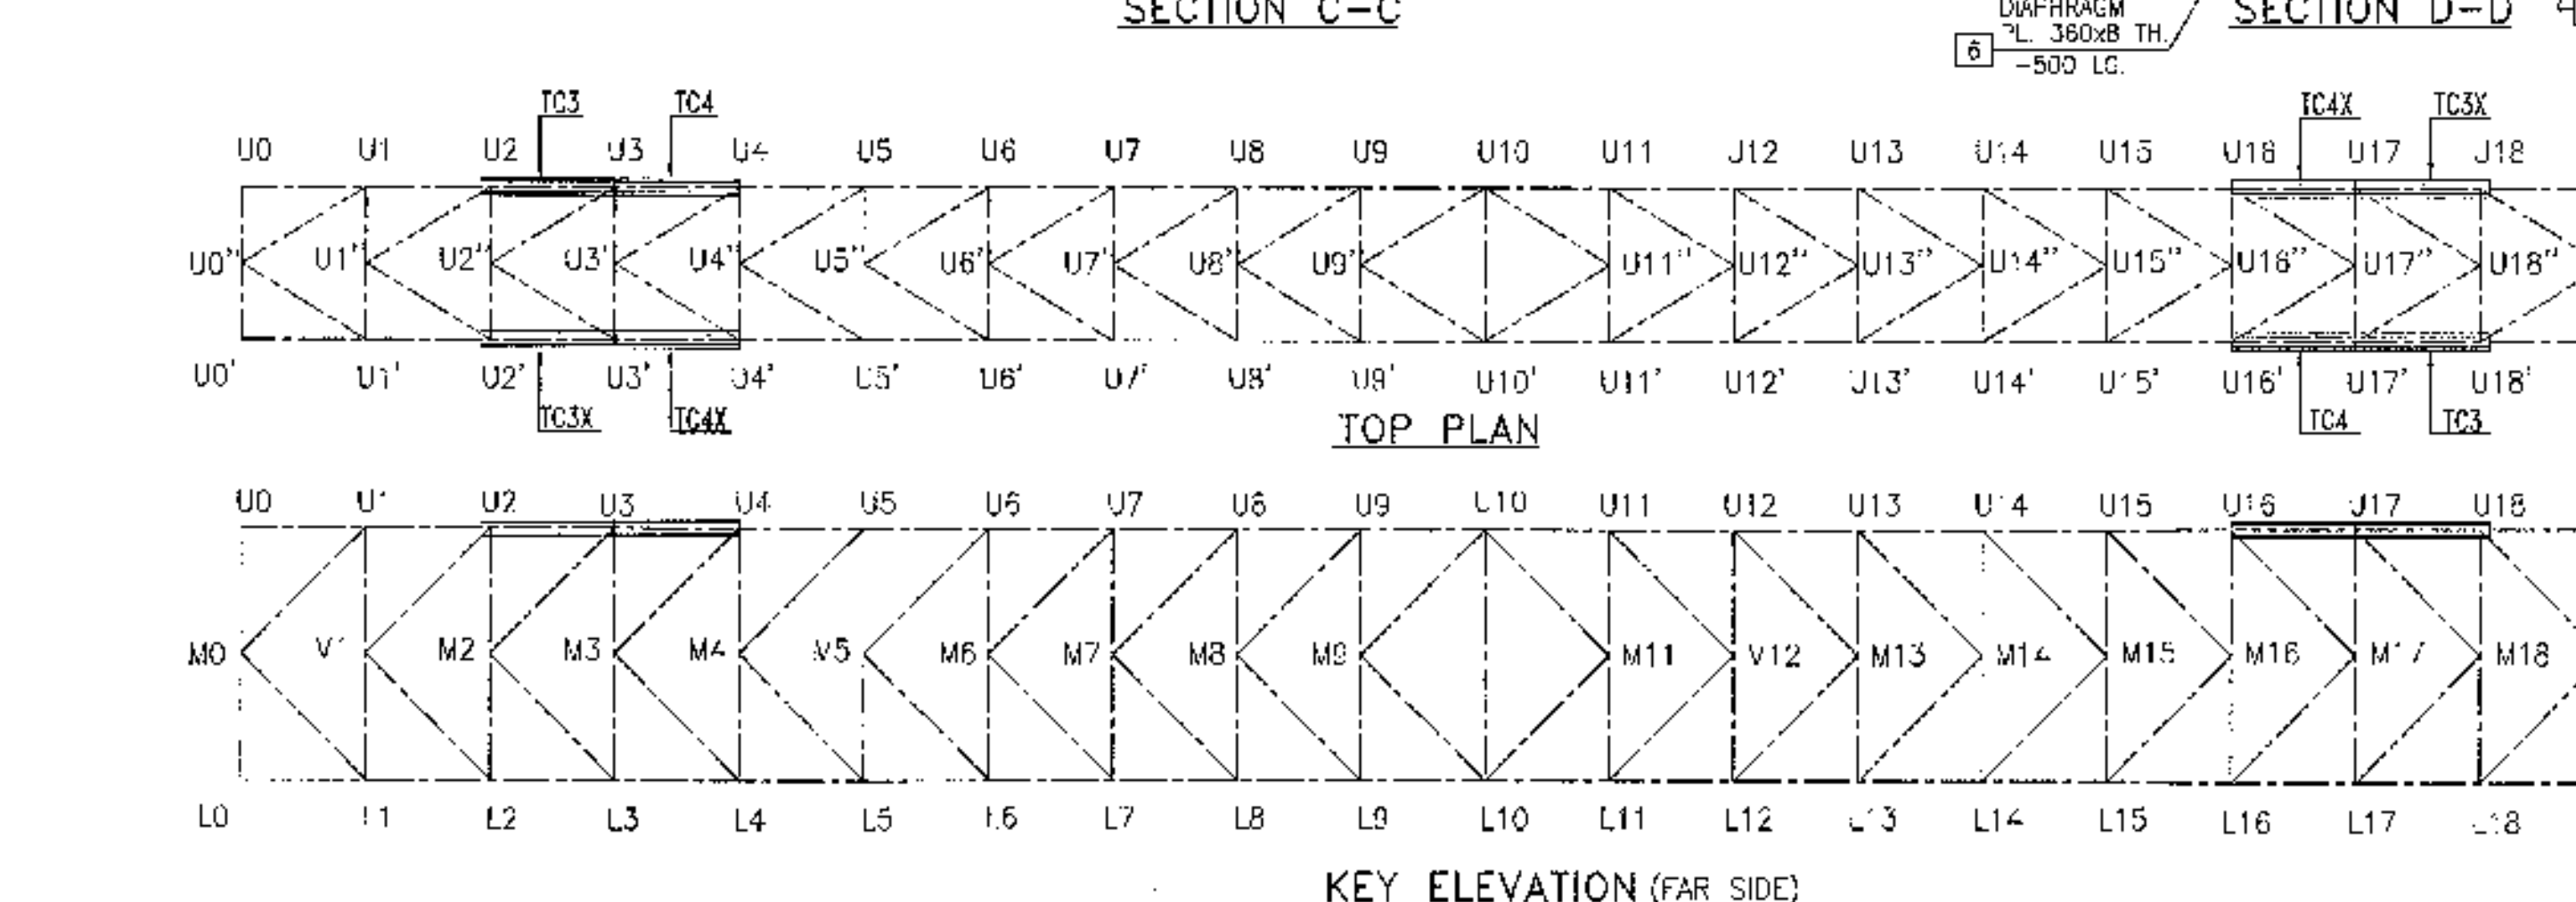 SECTION C-C
DIAPHRAGM
PL. 360x8 TH.
-500 LG.
6
SECTION D-D
TC3 TC4 TC4X TC3X
U0 U1 U2 U3 U4 U5 U6 U7 U8 U9 U10 U11 U12 U13 U14 U15 U16 U17 U18
U0" U1" U2" U3' U4" U5" U6' U7' U8' U9' U11" U12" U13" U14" U15" U16" U17" U18"
U0' U1' U2' U3' U4' U5' U6' U7' U8' U9' U10' U11' U12' U13' U14' U15' U16' U17' U18'
TC3X TC4X TC4 TC3
TOP PLAN
U0 U1 U2 U3 U4 U5 U6 U7 U8 U9 U10 U11 U12 U13 U14 U15 U16 U17 U18
M0 V1 M2 M3 M4 M5 M6 M7 M8 M9 M11 V12 M13 M14 M15 M16 M17 M18
L0 L1 L2 L3 L4 L5 L6 L7 L8 L9 L10 L11 L12 L13 L14 L15 L16 L17 L18
KEY ELEVATION (FAR SIDE)